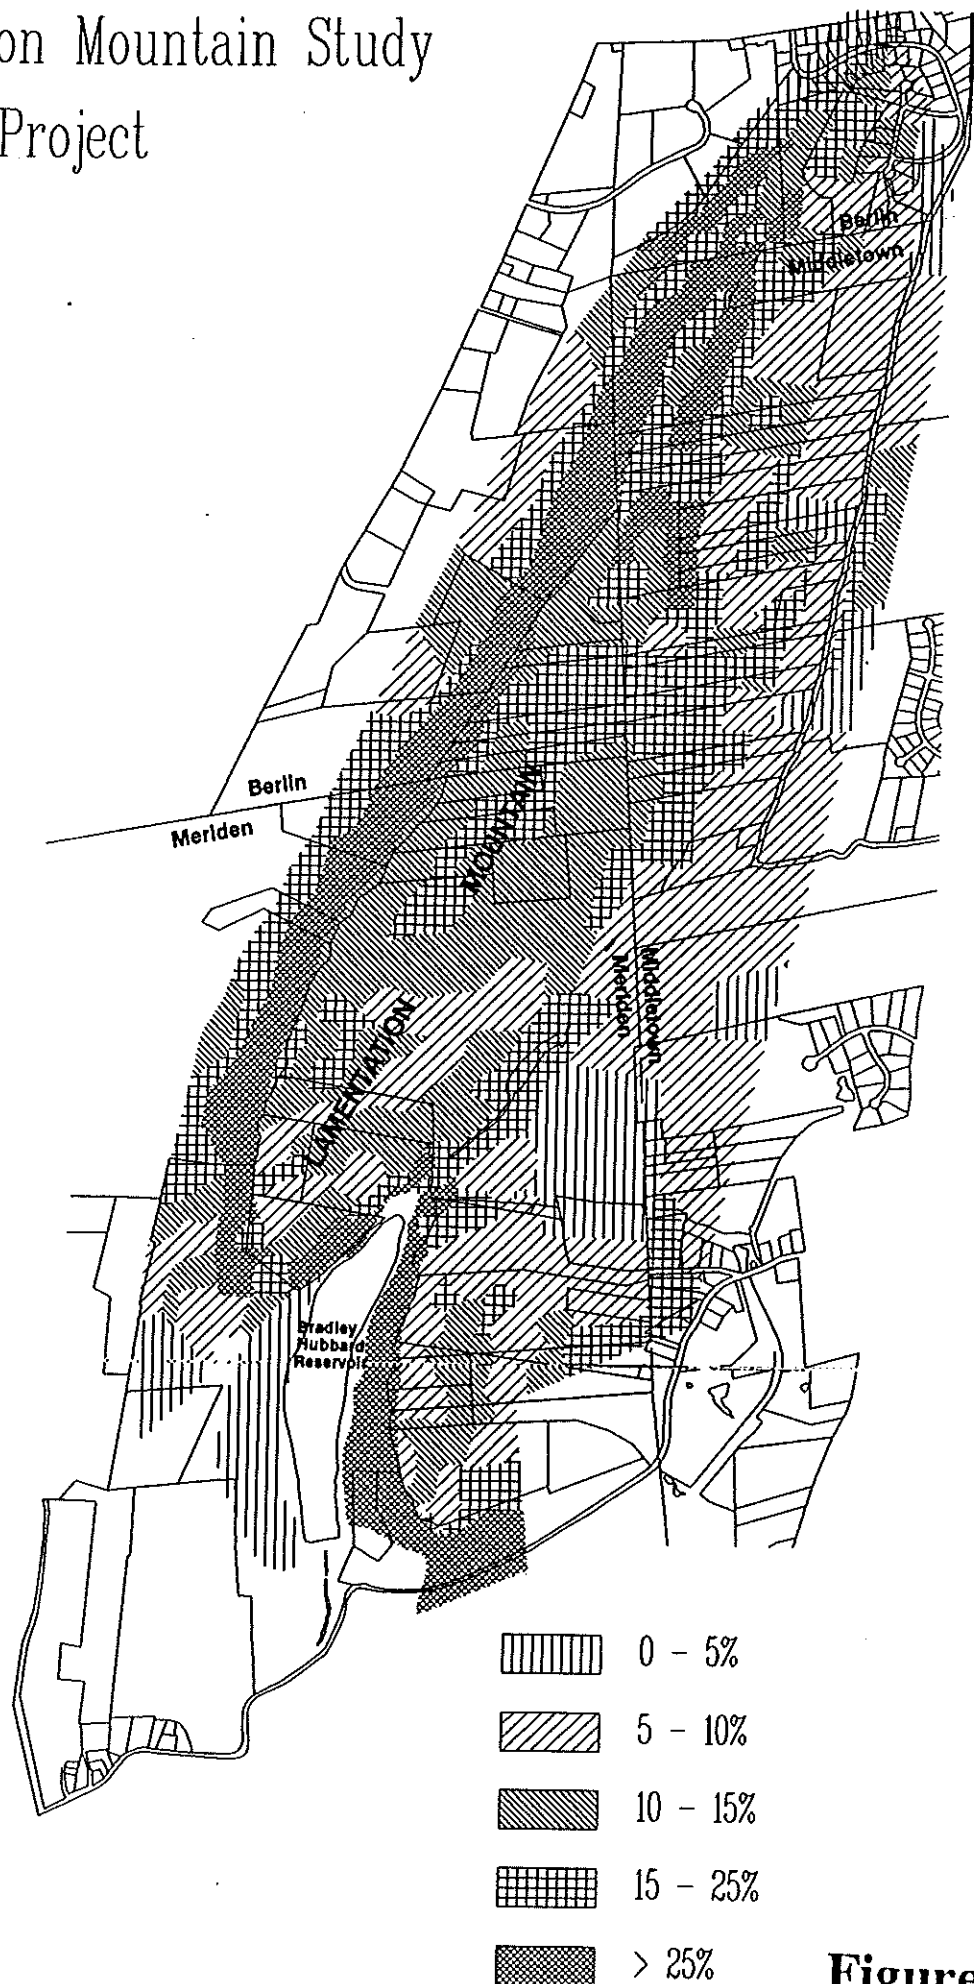 on Mountain Study
Project
Berlin
Middletown
Berlin
Meriden
MOUNTAIN
Middletown
Meriden
LAMENTATION
Bradley
Hubbard
Reservoir
0 - 5%
5 - 10%
10 - 15%
15 - 25%
> 25%
Figure